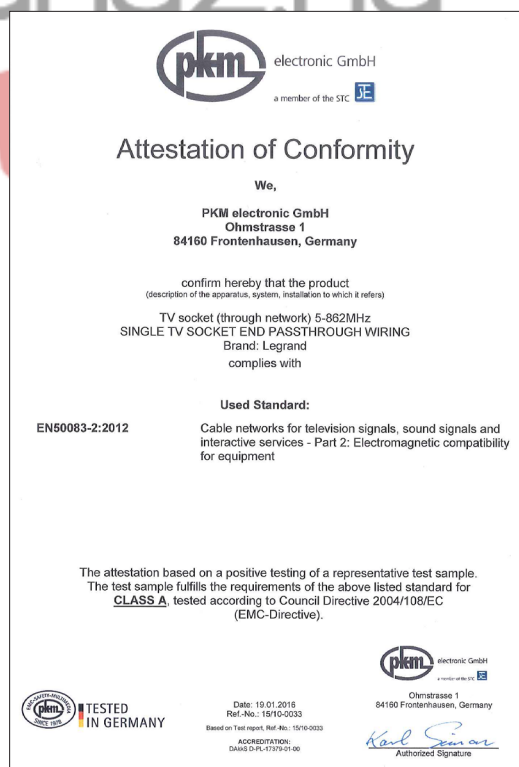 pkm electronic GmbH
a member of the STC
Attestation of Conformity
We,
PKM electronic GmbH
Ohmstrasse 1
84160 Frontenhausen, Germany
confirm hereby that the product
(description of the apparatus, system, installation to which it refers)
TV socket (through network) 5-862MHz
SINGLE TV SOCKET END PASSTHROUGH WIRING
Brand: Legrand
complies with
Used Standard:
EN50083-2:2012 Cable networks for television signals, sound signals and
interactive services - Part 2: Electromagnetic compatibility
for equipment
The attestation based on a positive testing of a representative test sample.
The test sample fulfills the requirements of the above listed standard for
CLASS A, tested according to Council Directive 2004/108/EC
(EMC-Directive).
pkm electronic GmbH
a member of the STC
Ohmstrasse 1
84160 Frontenhausen, Germany
pkm
SINCE 1978
TESTED
IN GERMANY
Date: 19.01.2016
Ref.-No.: 15/10-0033
Based on Test report, Ref.-No.: 15/10-0033
ACCREDITATION:
DAkkS D-PL-17379-01-00
Authorized Signature